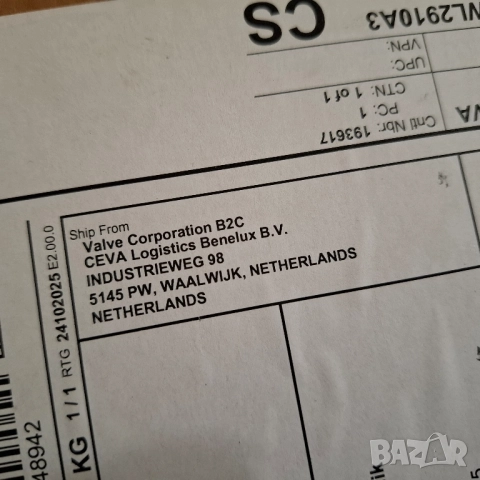 CS
NL2910A3
VPN:
UPC:
CTN: 1 of 1
PC: 1
Cntl Nbr: 193617
Ship From
Valve Corporation B2C
CEVA Logistics Benelux B.V.
INDUSTRIEWEG 98
5145 PW, WAALWIJK, NETHERLANDS
NETHERLANDS
KG 1 / 1 RTG 24102025 E2.00.0
48942
BAZAR